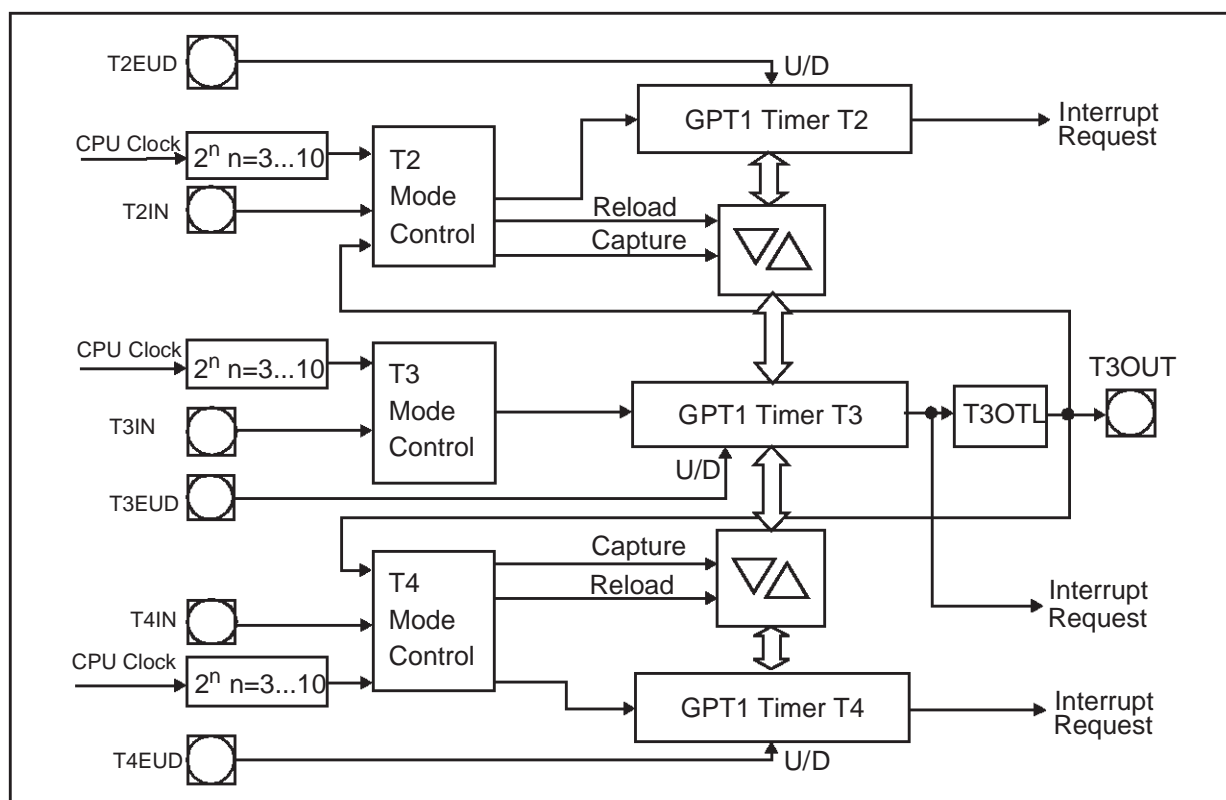 T2EUD
U/D
GPT1 Timer T2
Interrupt
Request
CPU Clock
2ⁿ n=3...10
T2
Mode
Control
T2IN
Reload
Capture
CPU Clock
2ⁿ n=3...10
T3
Mode
Control
T3IN
GPT1 Timer T3
T3OTL
T3OUT
T3EUD
U/D
Capture
Reload
T4
Mode
Control
T4IN
CPU Clock
2ⁿ n=3...10
Interrupt
Request
GPT1 Timer T4
Interrupt
Request
T4EUD
U/D